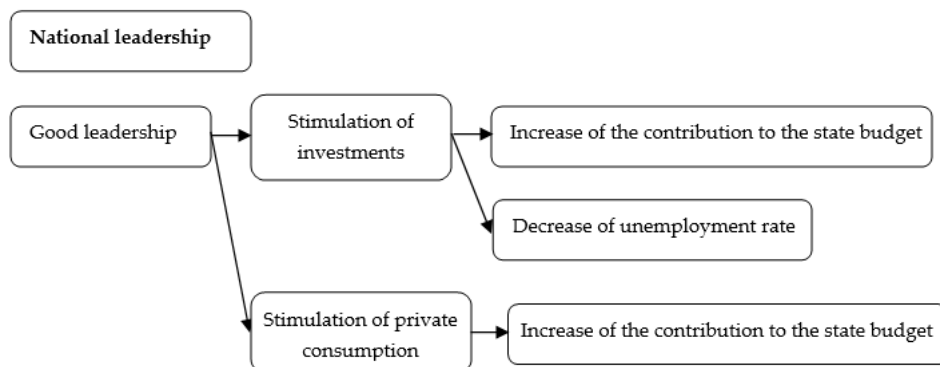 National leadership
Good leadership
Stimulation of
investments
Increase of the contribution to the state budget
Decrease of unemployment rate
Stimulation of private
consumption
Increase of the contribution to the state budget